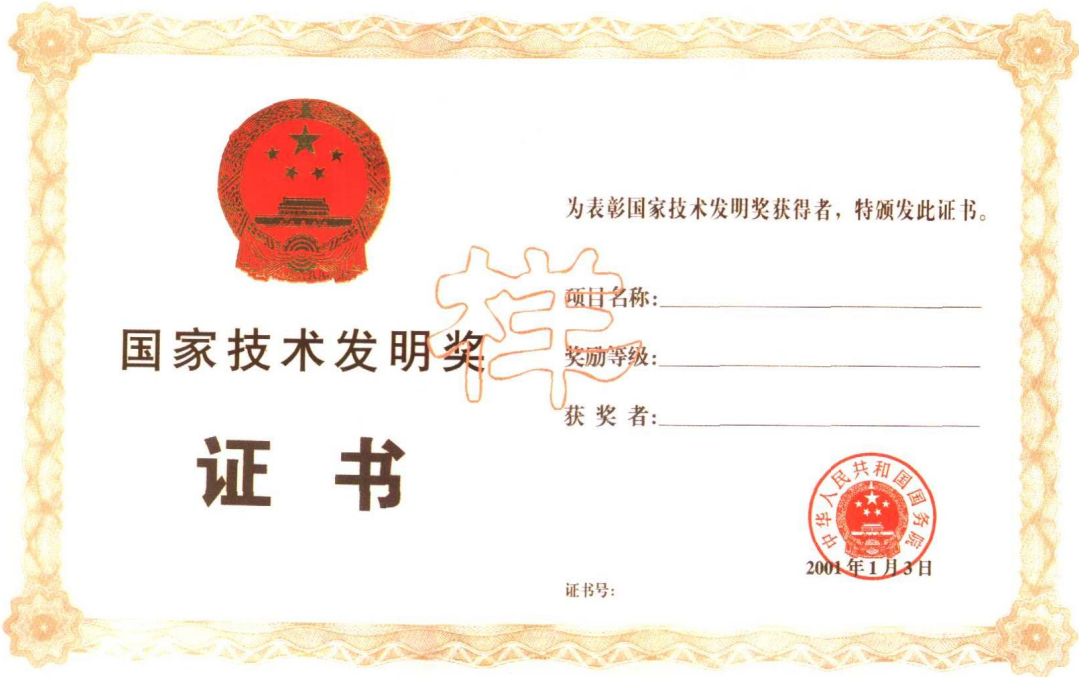 国家技术发明奖
证书
样
为表彰国家技术发明奖获得者，特颁发此证书。
项目名称：
奖励等级：
获奖者：
中华人民共和国国务院
2001年1月3日
证书号：